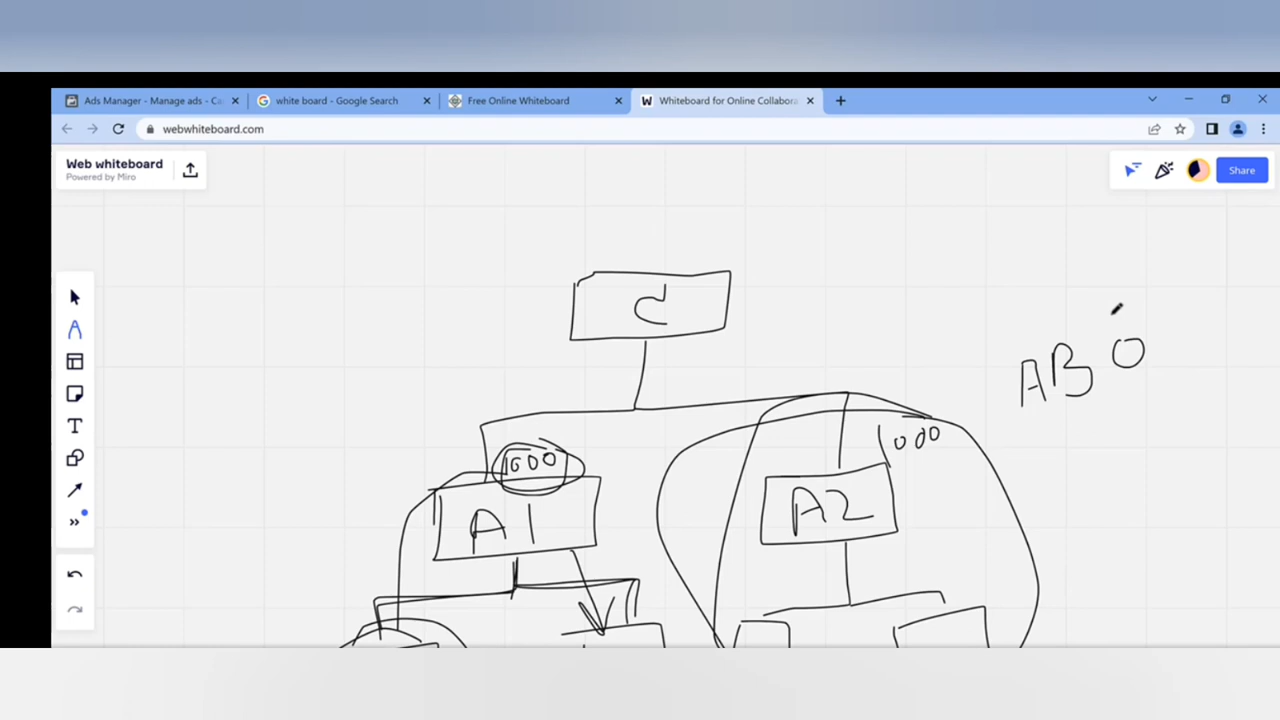 Ads Manager - Manage ads - Ca
white board - Google Search
Free Online Whiteboard
W Whiteboard for Online Collabora
webwhiteboard.com
Web whiteboard
Powered by Miro
Share
C
ABO
1000
1000
A1
A2